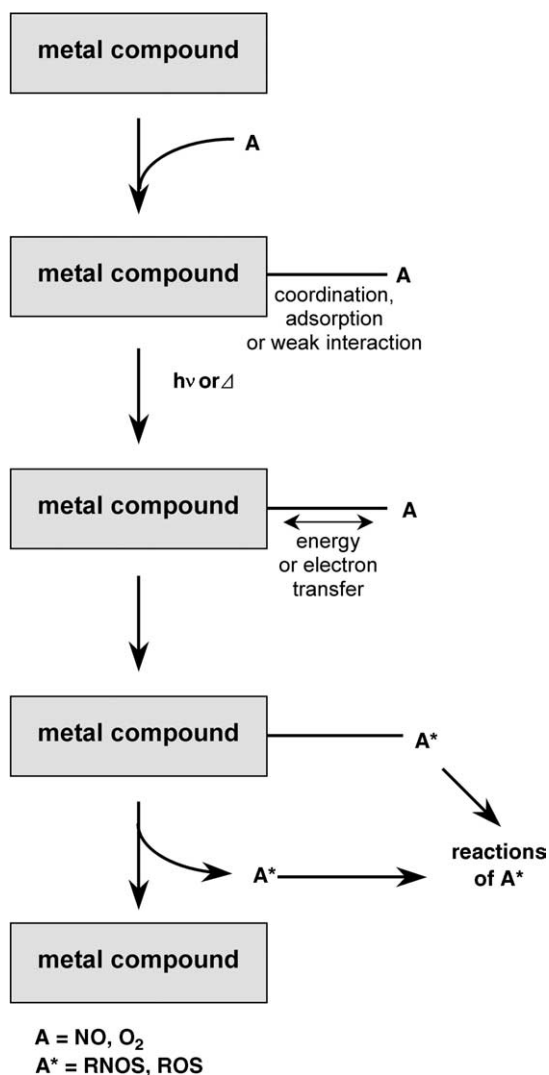 metal compound
A
metal compound
A
coordination,
adsorption
or weak interaction
hν or Δ
metal compound
A
energy
or electron
transfer
metal compound
A*
reactions
of A*
A*
metal compound
A = NO, O₂
A* = RNOS, ROS